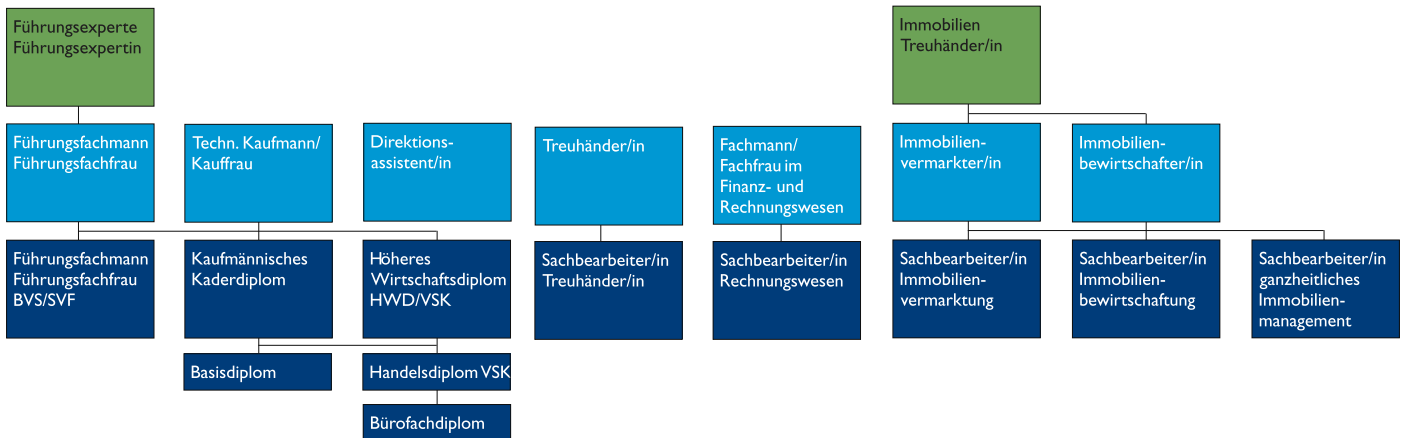 Führungsexperte
Führungsexpertin
Immobilien
Treuhänder/in
Führungsfachmann
Führungsfachfrau
Techn. Kaufmann/
Kauffrau
Direktions-
assistent/in
Treuhänder/in
Fachmann/
Fachfrau im
Finanz- und
Rechnungswesen
Immobilien-
vermarkter/in
Immobilien-
bewirtschafter/in
Führungsfachmann
Führungsfachfrau
BVS/SVF
Kaufmännisches
Kaderdiplom
Höheres
Wirtschaftsdiplom
HWD/VSK
Sachbearbeiter/in
Treuhänder/in
Sachbearbeiter/in
Rechnungswesen
Sachbearbeiter/in
Immobilien-
vermarktung
Sachbearbeiter/in
Immobilien-
bewirtschaftung
Sachbearbeiter/in
ganzheitliches
Immobilien-
management
Basisdiplom
Handelsdiplom VSK
Bürofachdiplom